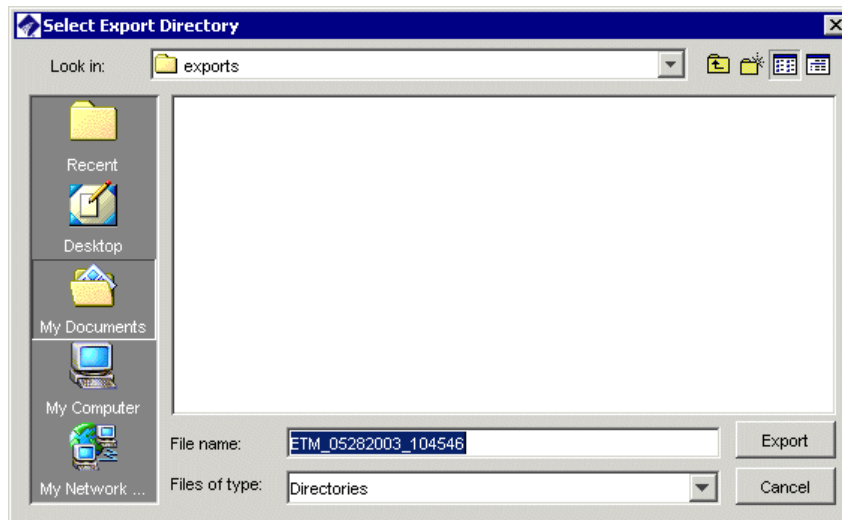 Select Export Directory
Look in: exports
Recent
Desktop
My Documents
My Computer
My Network ...
File name: ETM_05282003_104546 Export
Files of type: Directories Cancel